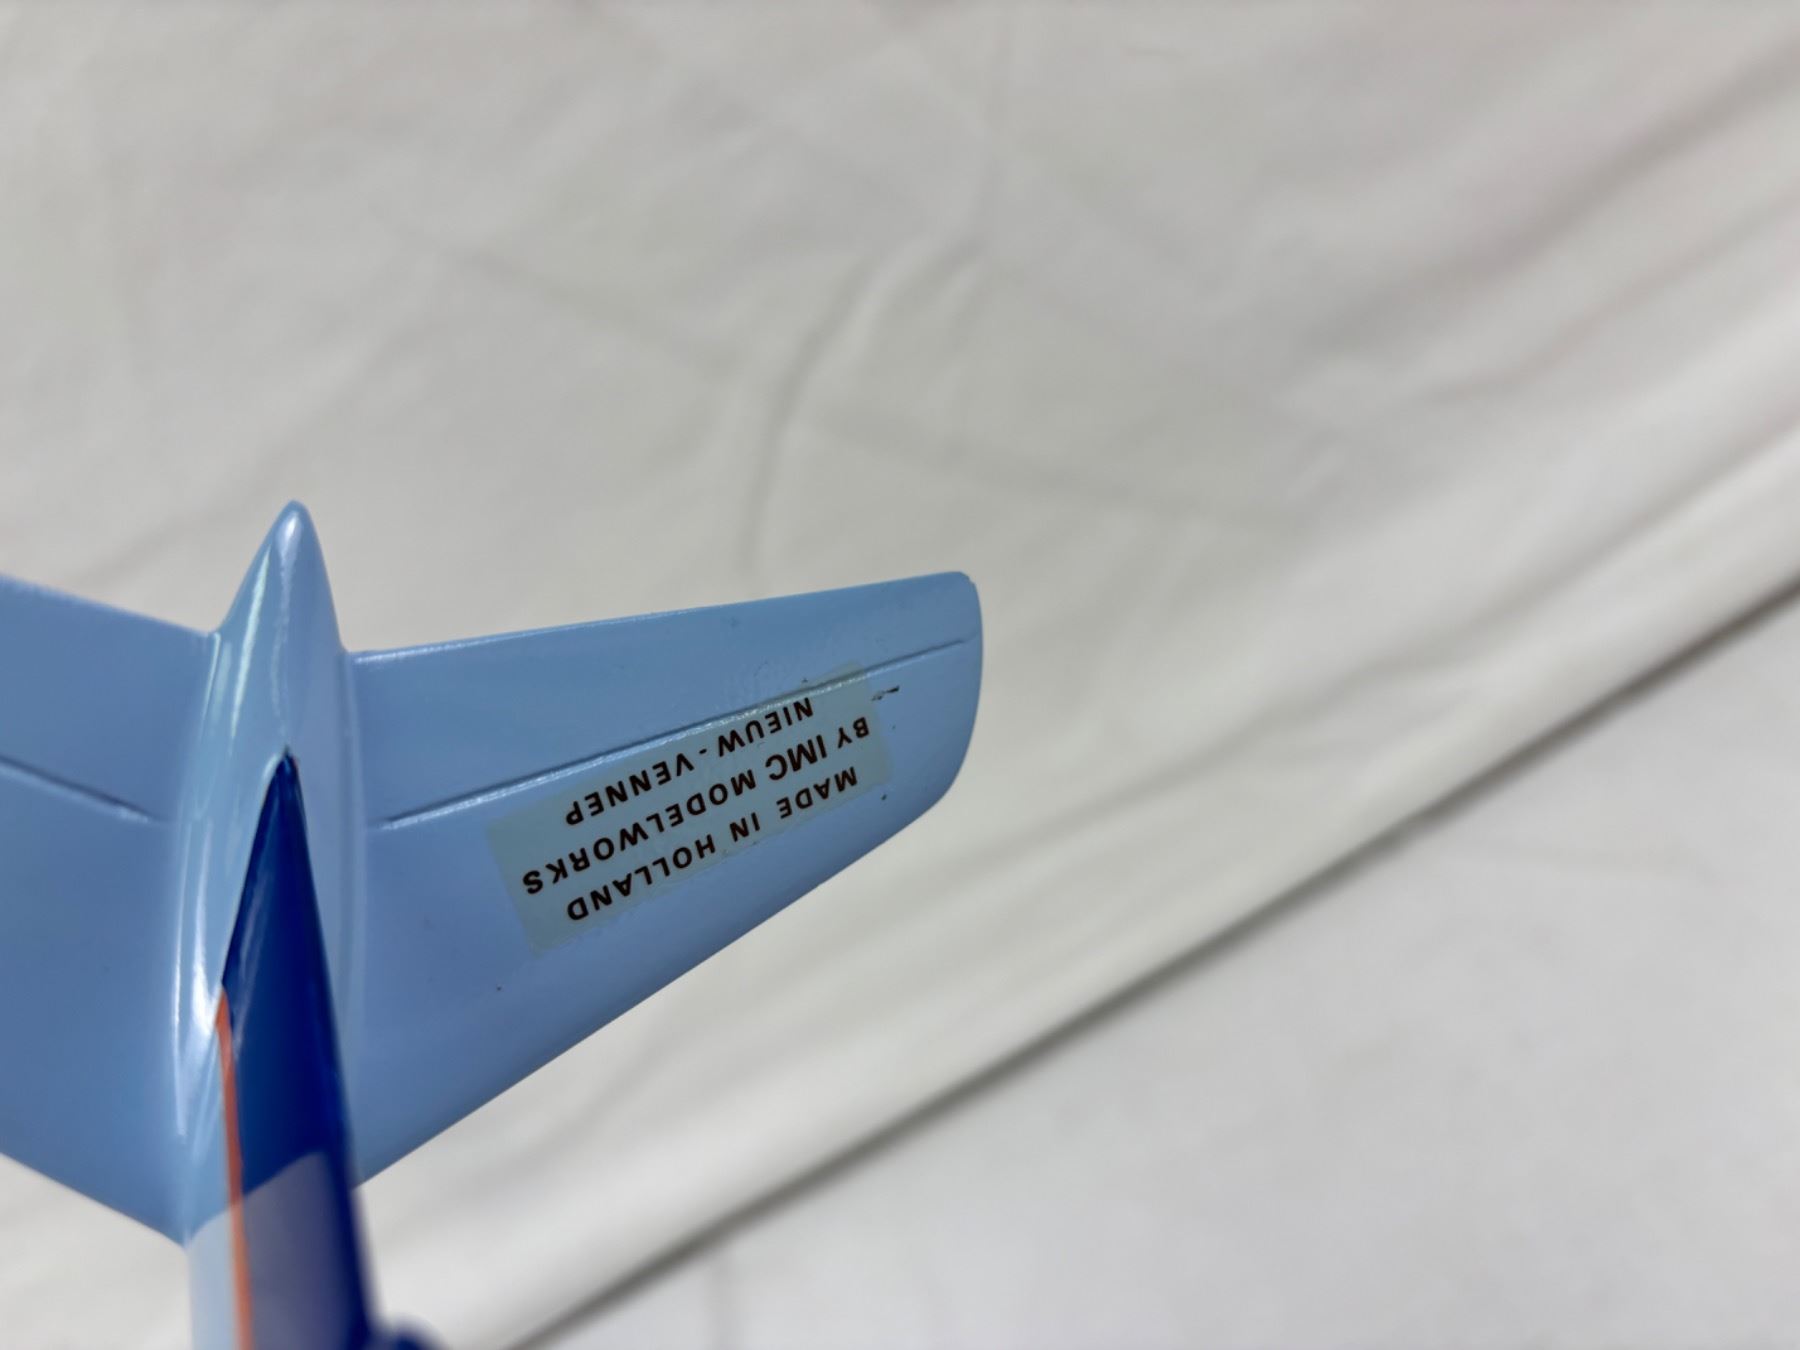 MADE IN HOLLAND
BY IMC MODELWORKS
NIEUW - VENNEP